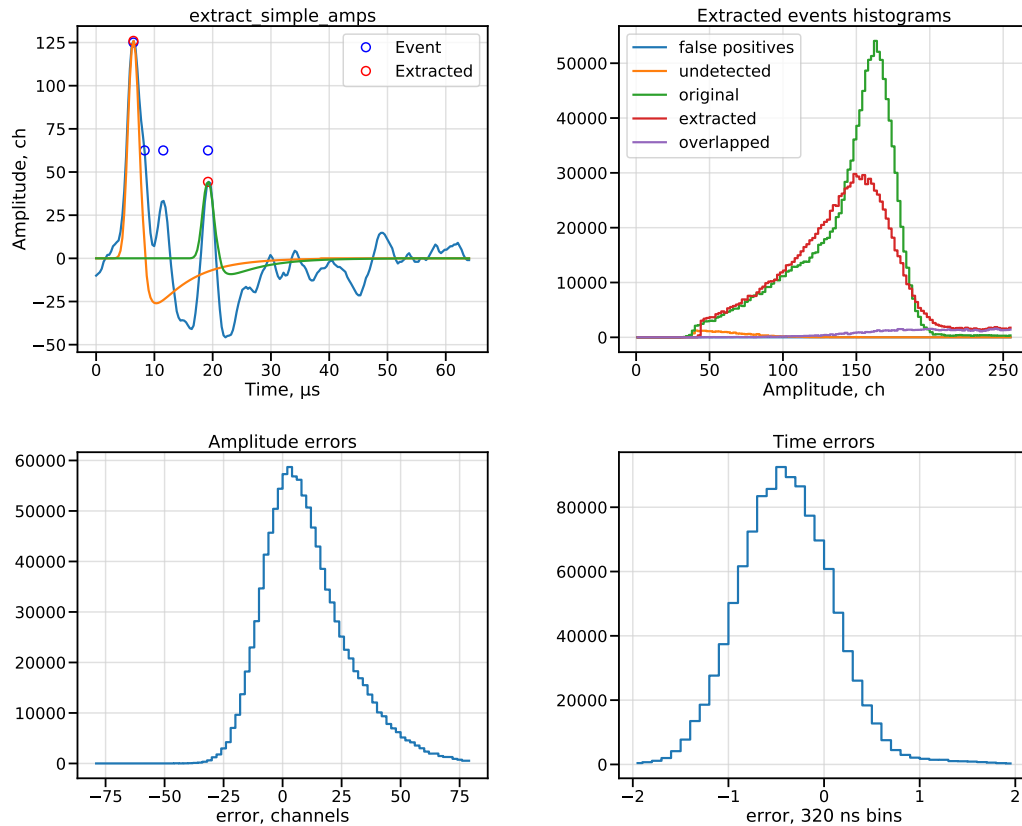 extract_simple_amps
Amplitude, ch
125
100
75
50
25
0
−25
−50
Event
Extracted
0 10 20 30 40 50 60
Time, μs
Extracted events histograms
50000
40000
30000
20000
10000
0
false positives
undetected
original
extracted
overlapped
0 50 100 150 200 250
Amplitude, ch
Amplitude errors
60000
50000
40000
30000
20000
10000
0
−75 −50 −25 0 25 50 75
error, channels
Time errors
80000
60000
40000
20000
0
−2 −1 0 1 2
error, 320 ns bins